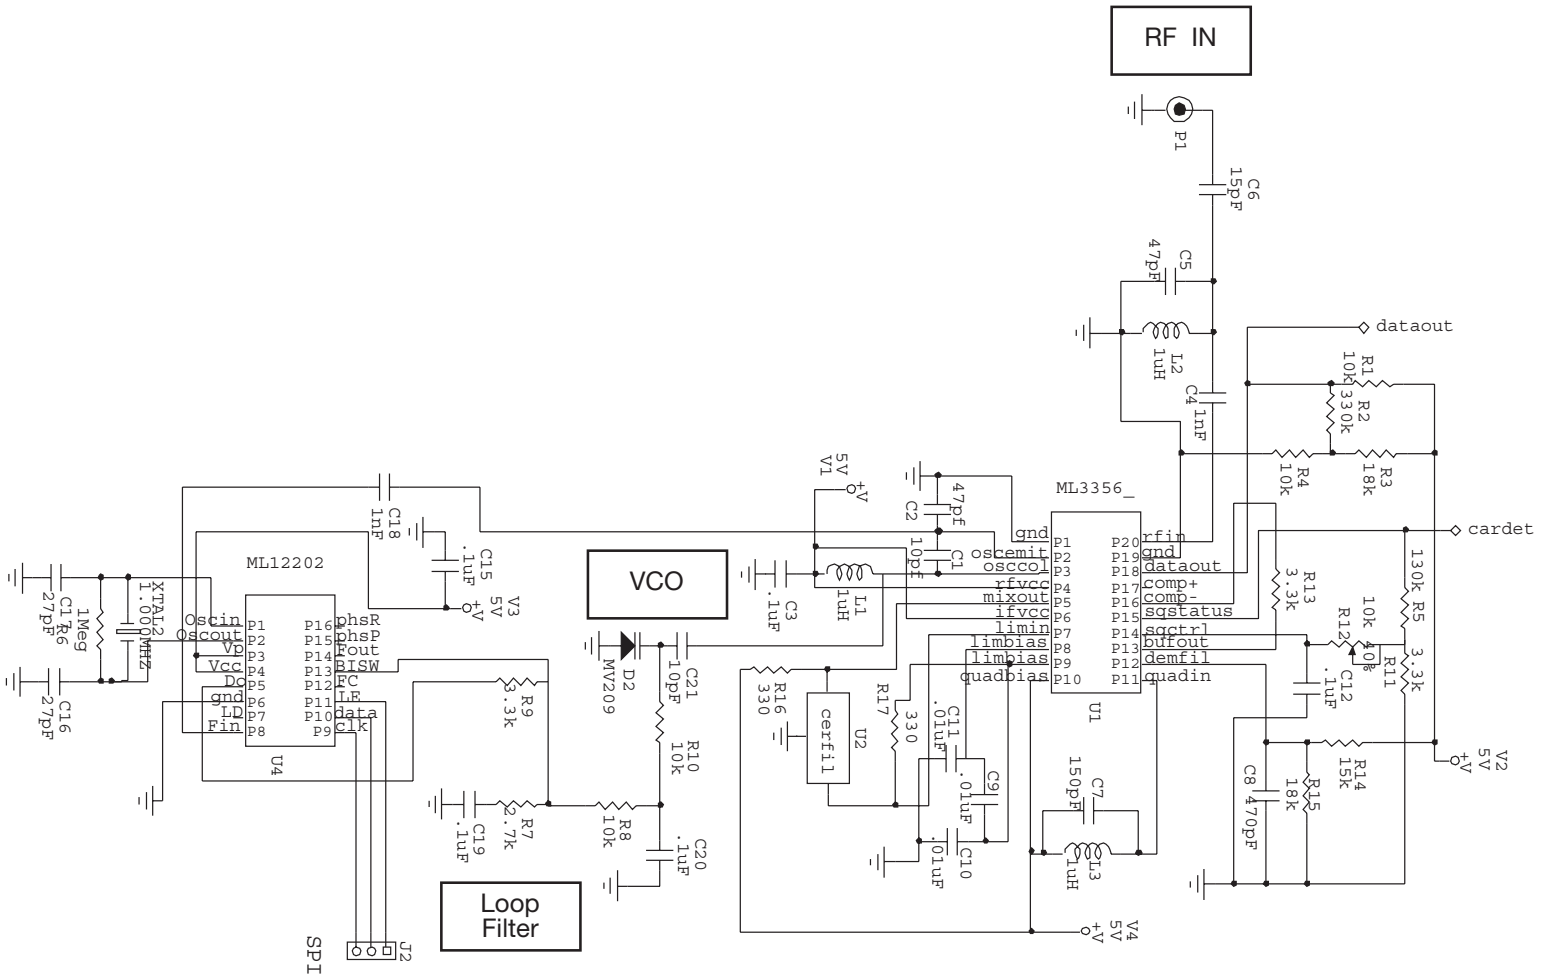 RF IN
P1
C6
15pF
C5
47pF
L2
1uH
C4
1nF
dataout
R1
10k
R2
330k
R4
10k
R3
18k
cardet
V1
5V
+V
C2
47pf
C1
10pf
L1
1uH
C3
.1uF
ML3356_
gnd P1 P20 rfin
oscemit P2 P19 gnd
osccol P3 P18 dataout
rfvcc P4 P17 comp+
mixout P5 P16 comp-
ifvcc P6 P15 sqstatus
limin P7 P14 sqctrl
limbias P8 P13 bufout
limbias P9 P12 demfil
quadbias P10 P11 quadin
U1
R13
3.3k
R5
130k
R12
10k
40%
R11
3.3k
C12
.1uF
R14
15k
R15
18k
C8
470pF
V2
5V
+V
C18
1nF
C15
.1uF
V3
5V
+V
VCO
ML12202
Oscin P1 P16 phsR
Oscout P2 P15 phsP
Vp P3 P14 Fout
Vcc P4 P13 BISW
Do P5 P12 FC
gnd P6 P11 LE
LD P7 P10 data
Fin P8 P9 clk
U4
XTAL2
1.000MHZ
R6
1Meg
C17
27pF
C16
27pF
D2
MV209
C21
10pF
R9
3.3k
R10
10k
R7
2.7k
R8
10k
C19
.1uF
C20
.1uF
R16
330
U2
cerfil
R17
330
C11
.01uF
C9
.01uF
C10
.01uF
C7
150pF
L3
1uH
V4
5V
+V
Loop
Filter
J2
SPI